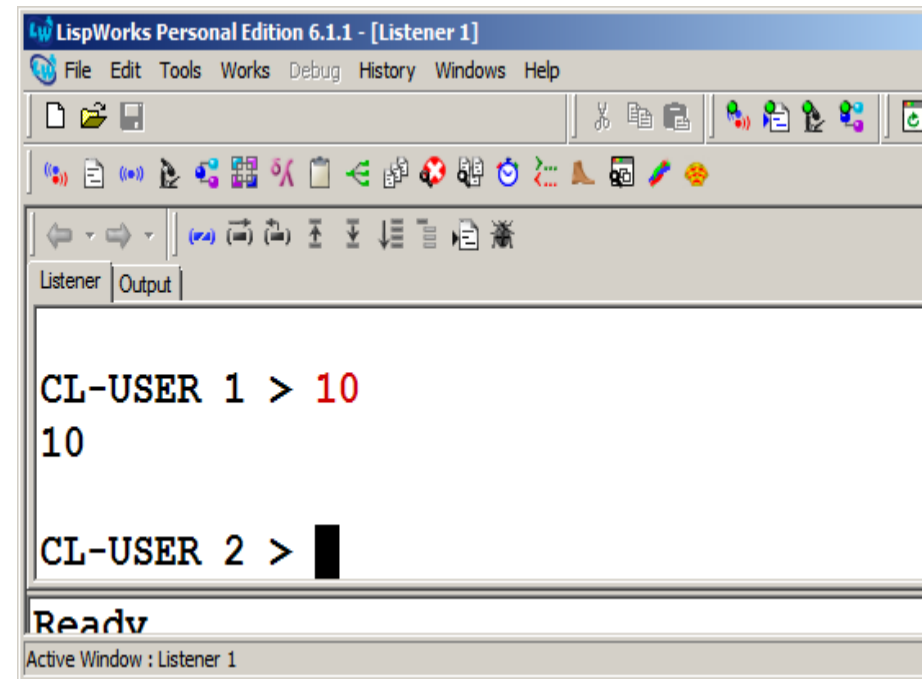 LispWorks Personal Edition 6.1.1 - [Listener 1]
File Edit Tools Works Debug History Windows Help
Listener Output
CL-USER 1 > 10
10
CL-USER 2 >
Ready
Active Window : Listener 1